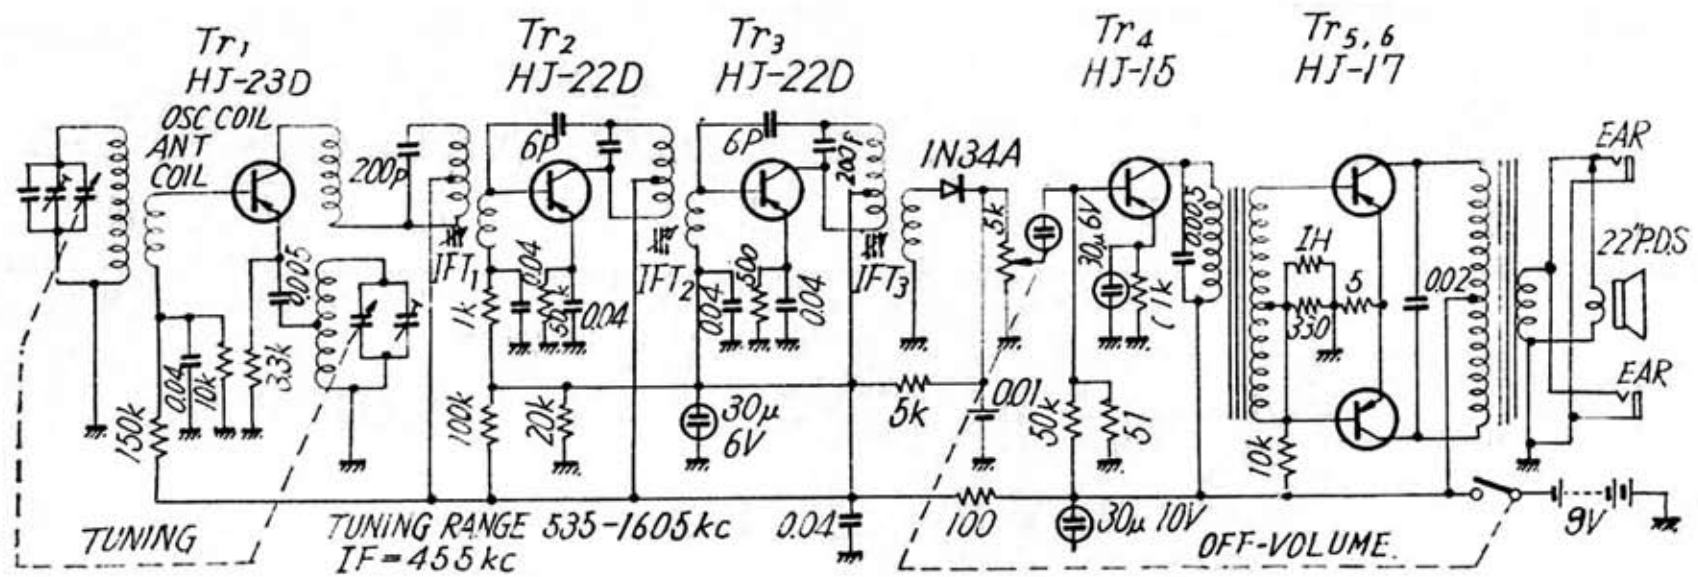 Tr1
HJ-23D
OSC COIL
ANT
COIL
Tr2
HJ-22D
Tr3
HJ-22D
Tr4
HJ-15
Tr5,6
HJ-17
200p
6P
6P
200P
1N34A
5k
30μ 6V
0.005
1H
5
330
0.02
EAR
22"P.D.S
EAR
0.005
IFT1
0.04
1k
0.04
IFT2
0.04
500
0.04
IFT3
1k
0.04
10k
3.3k
150k
100k
20k
30μ
6V
5k
0.01
50k
51
10k
TUNING
TUNING RANGE 535-1605kc
IF=455kc
0.04
100
30μ 10V
OFF-VOLUME.
9V